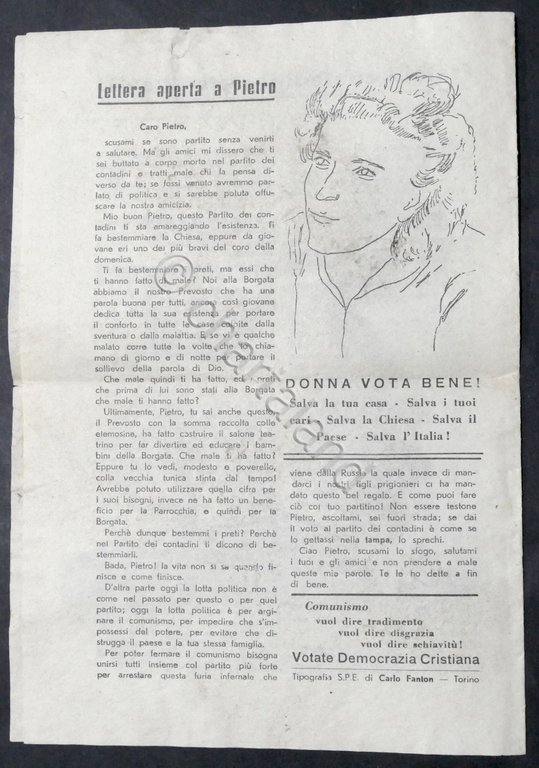 Lettera aperta a Pietro
Caro Pietro,
scusami se sono partito senza venirti
a salutare. Ma gli amici mi dissero che ti
sei buttato a corpo morto nel partito dei
contadini e tratti male chi la pensa
diverso da te; se fossi venuto avremmo par-
lato di politica e si sarebbe potuta offu-
scare la nostra amicizia.
Mio buon Pietro, questo Partito dei con-
tadini ti sta amareggiando l'esistenza. Ti
fa bestemmiare la Chiesa, eppure da gio-
vane eri uno dei più bravi del coro della
domenica.
Ti fa bestemmiare i preti, ma essi che
ti hanno fatto di male? Noi alla Borgata
abbiamo il nostro Prevosto che ha una
parola buona per tutti, ancora così giovane
dedica tutta la sua esistenza per portare
il conforto in tutte le case colpite dalla
sventura o dalla malattia. E se vi è qualche
malato corre tutte le volte che lo chia-
mano di giorno e di notte per portare il
sollievo della parola di Dio.
Che male quindi ti ha fatto, ed i preti
che prima di lui sono stati alla Borgata
che male ti hanno fatto?
Ultimamente, Pietro, tu sai anche questo,
il Prevosto con la somma raccolta colle
elemosine, ha fatto costruire il salone tea-
trino per far divertire ed educare i bam-
bini della Borgata. Che male ti ha fatto?
Eppure tu lo vedi, modesto e poverello,
colla vecchia tunica stinta dal tempo!
Avrebbe potuto utilizzare quella cifra per
i suoi bisogni, invece ne ha fatto un bene-
ficio per la Parrocchia, e quindi per la
Borgata.
Perchè dunque bestemmi i preti? Perchè
nel Partito dei contadini ti dicono di be-
stemmiarli.
Bada, Pietro! la vita non si sa quando fi-
nisce e come finisce.
D'altra parte oggi la lotta politica non è
come nel passato per questo o per quel
partito; oggi la lotta politica è per argi-
nare il comunismo, per impedire che s'im-
possessi del potere, per evitare che di-
strugga il paese e la tua stessa famiglia.
Per poter fermare il comunismo bisogna
unirsi tutti insieme col partito più forte
per arrestare questa furia infernale che
DONNA VOTA BENE!
Salva la tua casa - Salva i tuoi
cari - Salva la Chiesa - Salva il
Paese - Salva l'Italia!
viene dalla Russia la quale invece di man-
darci i nostri figli prigionieri ci ha man-
dato questo bel regalo. E come puoi fare
ciò coi tuo partitino! Non essere testone
Pietro, ascoltami, sei fuori strada; se dai
il voto al partito dei contadini è come se
lo gettassi nella tampa, lo sprechi.
Ciao Pietro, scusami lo sfogo, salutami
i tuoi e gli amici e non prendere a male
queste mia parole. Te le ho dette a fin
di bene.
Comunismo
vuol dire tradimento
vuol dire disgrazia
vuol dire schiavitù!
Votate Democrazia Cristiana
Tipografia S.P.E. di Carlo Fanton — Torino
© chartaland